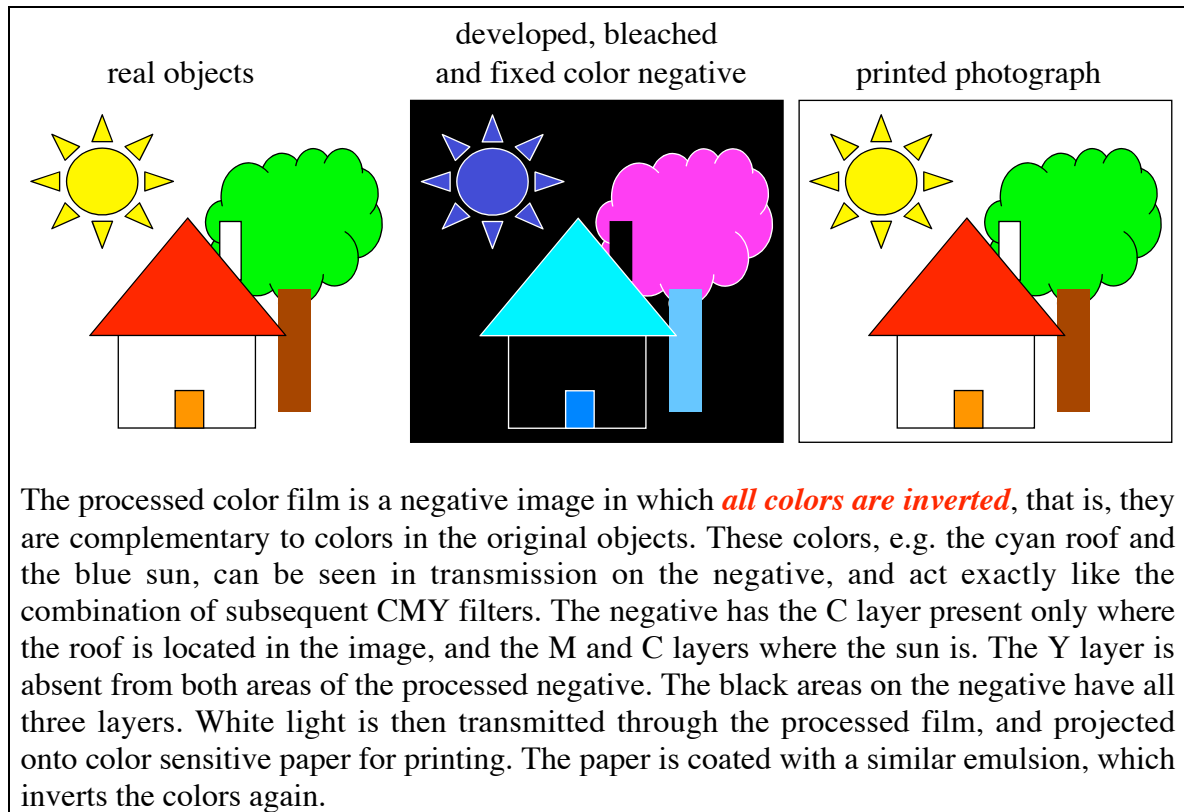 real objects
developed, bleached
and fixed color negative
printed photograph
The processed color film is a negative image in which all colors are inverted, that is, they
are complementary to colors in the original objects. These colors, e.g. the cyan roof and
the blue sun, can be seen in transmission on the negative, and act exactly like the
combination of subsequent CMY filters. The negative has the C layer present only where
the roof is located in the image, and the M and C layers where the sun is. The Y layer is
absent from both areas of the processed negative. The black areas on the negative have all
three layers. White light is then transmitted through the processed film, and projected
onto color sensitive paper for printing. The paper is coated with a similar emulsion, which
inverts the colors again.